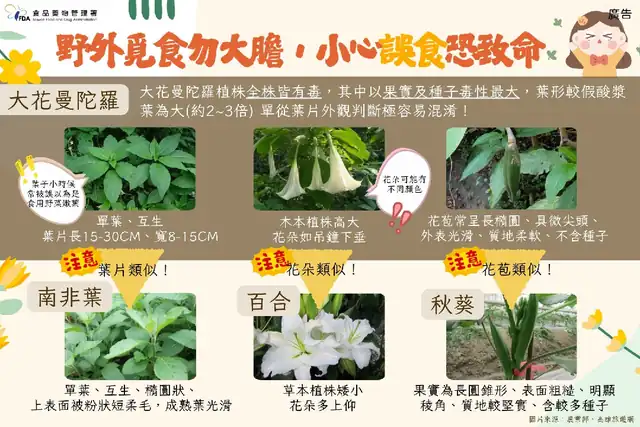 食品藥物管理署
廣告
野外覓食勿大膽，小心誤食恐致命
大花曼陀羅
大花曼陀羅植株全株皆有毒，其中以果實及種子毒性最大，葉形較假酸漿
葉為大(約2~3倍) 單從葉片外觀判斷極容易混淆！
葉子小時候
常被誤以為是
食用野菜嫩葉
花朵可能有
不同顏色
單葉、互生
葉片長15-30CM、寬8-15CM
木本植株高大
花朵如吊鐘下垂
花苞常呈長橢圓、具微尖頭、
外表光滑、質地柔軟、不含種子
注意
葉片類似！
注意
花朵類似！
注意
花苞類似！
南非葉
百合
秋葵
單葉、互生、橢圓狀、
上表面被粉狀短柔毛，成熟葉光滑
草本植株矮小
花朵多上仰
果實為長圓錐形、表面粗糙、明顯
稜角、質地較堅實、含較多種子
圖片來源：農業部、高雄旅遊網